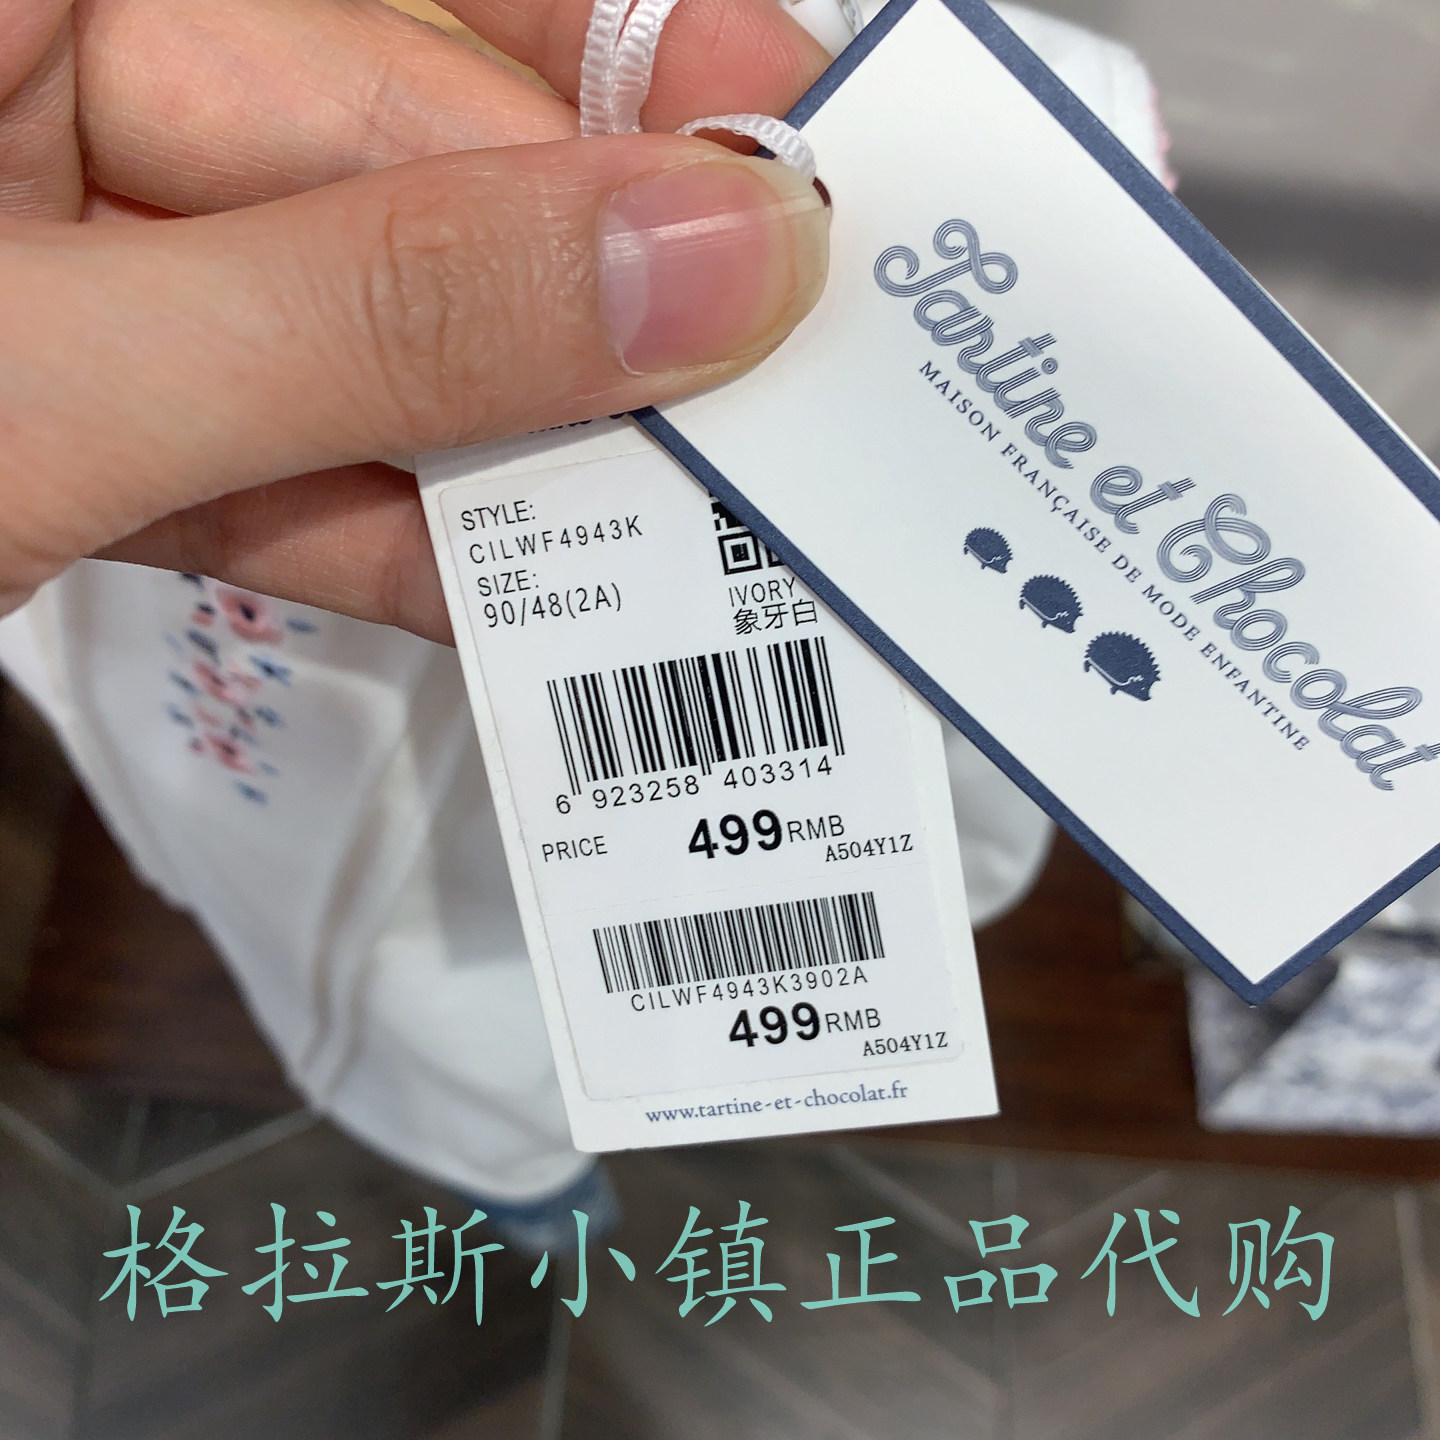 Tartine et Chocolat
MAISON FRANÇAISE DE MODE ENFANTINE
STYLE:
CILWF4943K
SIZE:
90/48(2A)
IVORY
象牙白
6 923258 403314
PRICE 499RMB
A504Y1Z
CILWF4943K3902A
499RMB
A504Y1Z
www.tartine-et-chocolat.fr
格拉斯小镇正品代购